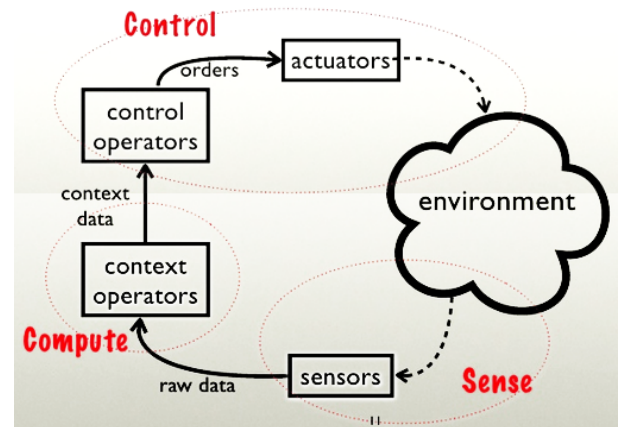 Control
orders
actuators
control
operators
context
data
environment
context
operators
Compute
raw data
sensors
Sense